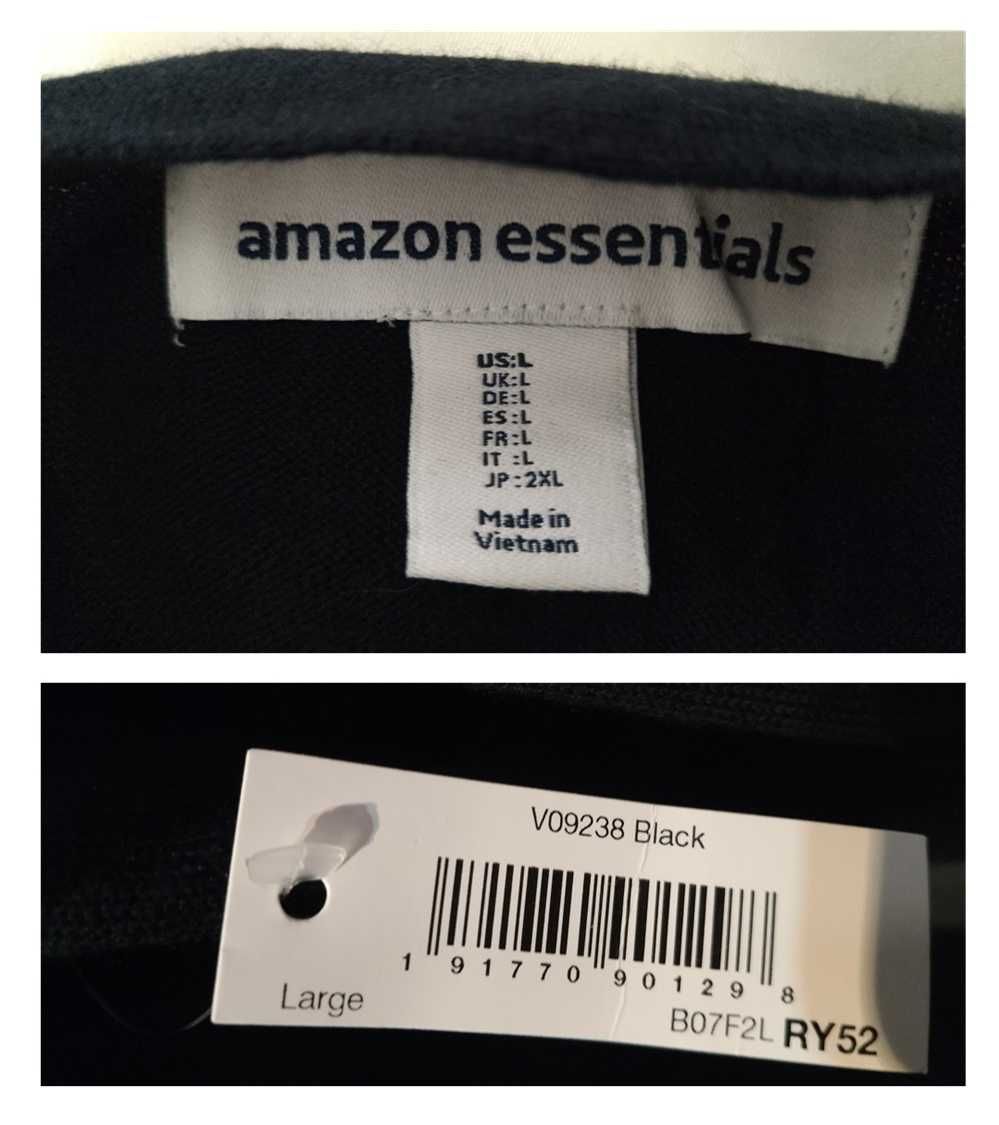 amazon essentials
US:L
UK:L
DE:L
ES:L
FR:L
IT :L
JP:2XL
Made in
Vietnam
V09238 Black
1 91770 90129 8
Large
B07F2L RY52